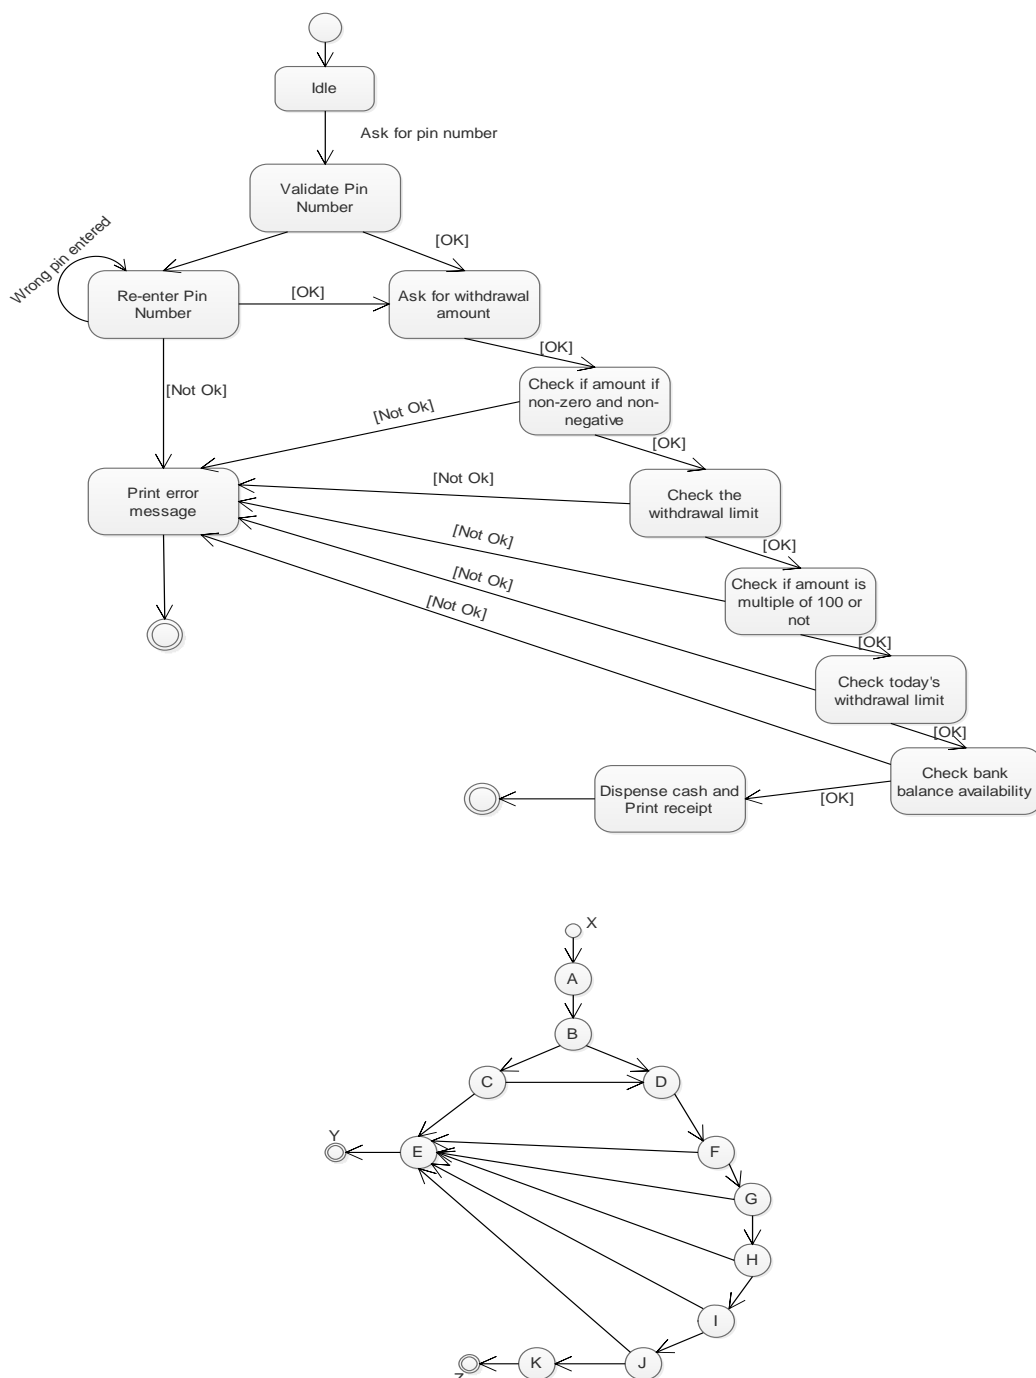 Idle
Ask for pin number
Validate Pin
Number
Wrong pin entered
[OK]
Re-enter Pin
Number
[OK]
Ask for withdrawal
amount
[OK]
[Not Ok]
Check if amount if
non-zero and non-
negative
[Not Ok]
[OK]
Print error
message
[Not Ok]
Check the
withdrawal limit
[OK]
[Not Ok]
Check if amount is
multiple of 100 or
not
[Not Ok]
[OK]
[Not Ok]
Check today's
withdrawal limit
[OK]
Check bank
balance availability
[OK]
Dispense cash and
Print receipt
X
A
B
C
D
Y
E
F
G
H
I
J
K
Z